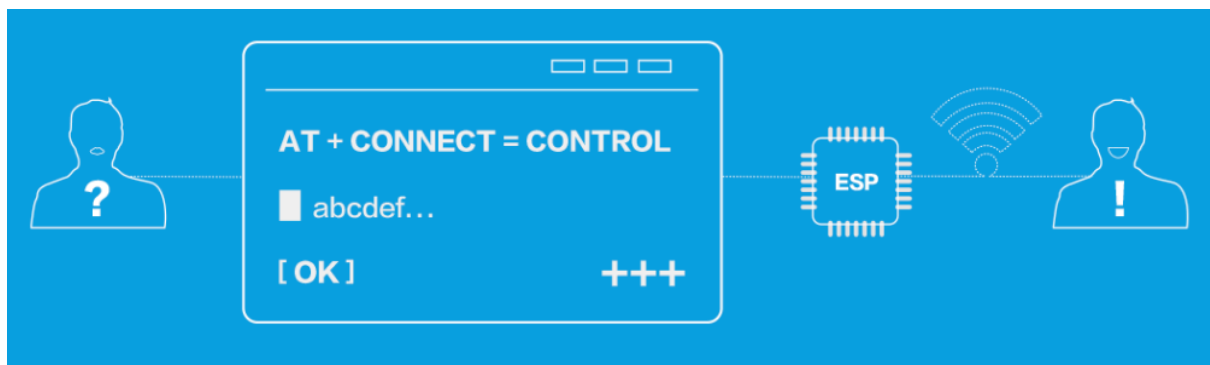 ?
AT + CONNECT = CONTROL
abcdef...
[ OK ]
+++
ESP
!